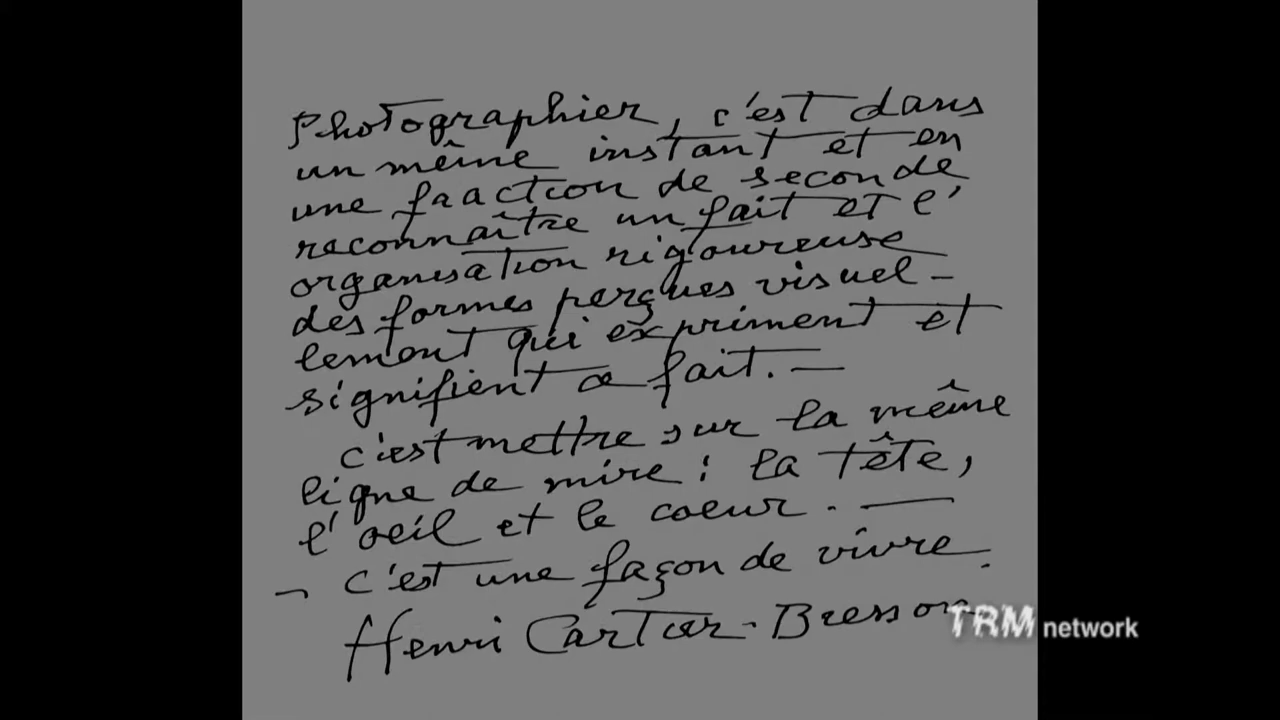 Photographier, c'est dans
un même instant et en
une fraction de seconde
reconnaître un fait et l'
organisation rigoureuse
des formes perçues visuel-
lement qui expriment et
signifient ce fait. —
c'est mettre sur la même
ligne de mire : la tête,
l'oeil et le coeur. —
¬ c'est une façon de vivre.
Henri Cartier-Bresson
TRM network